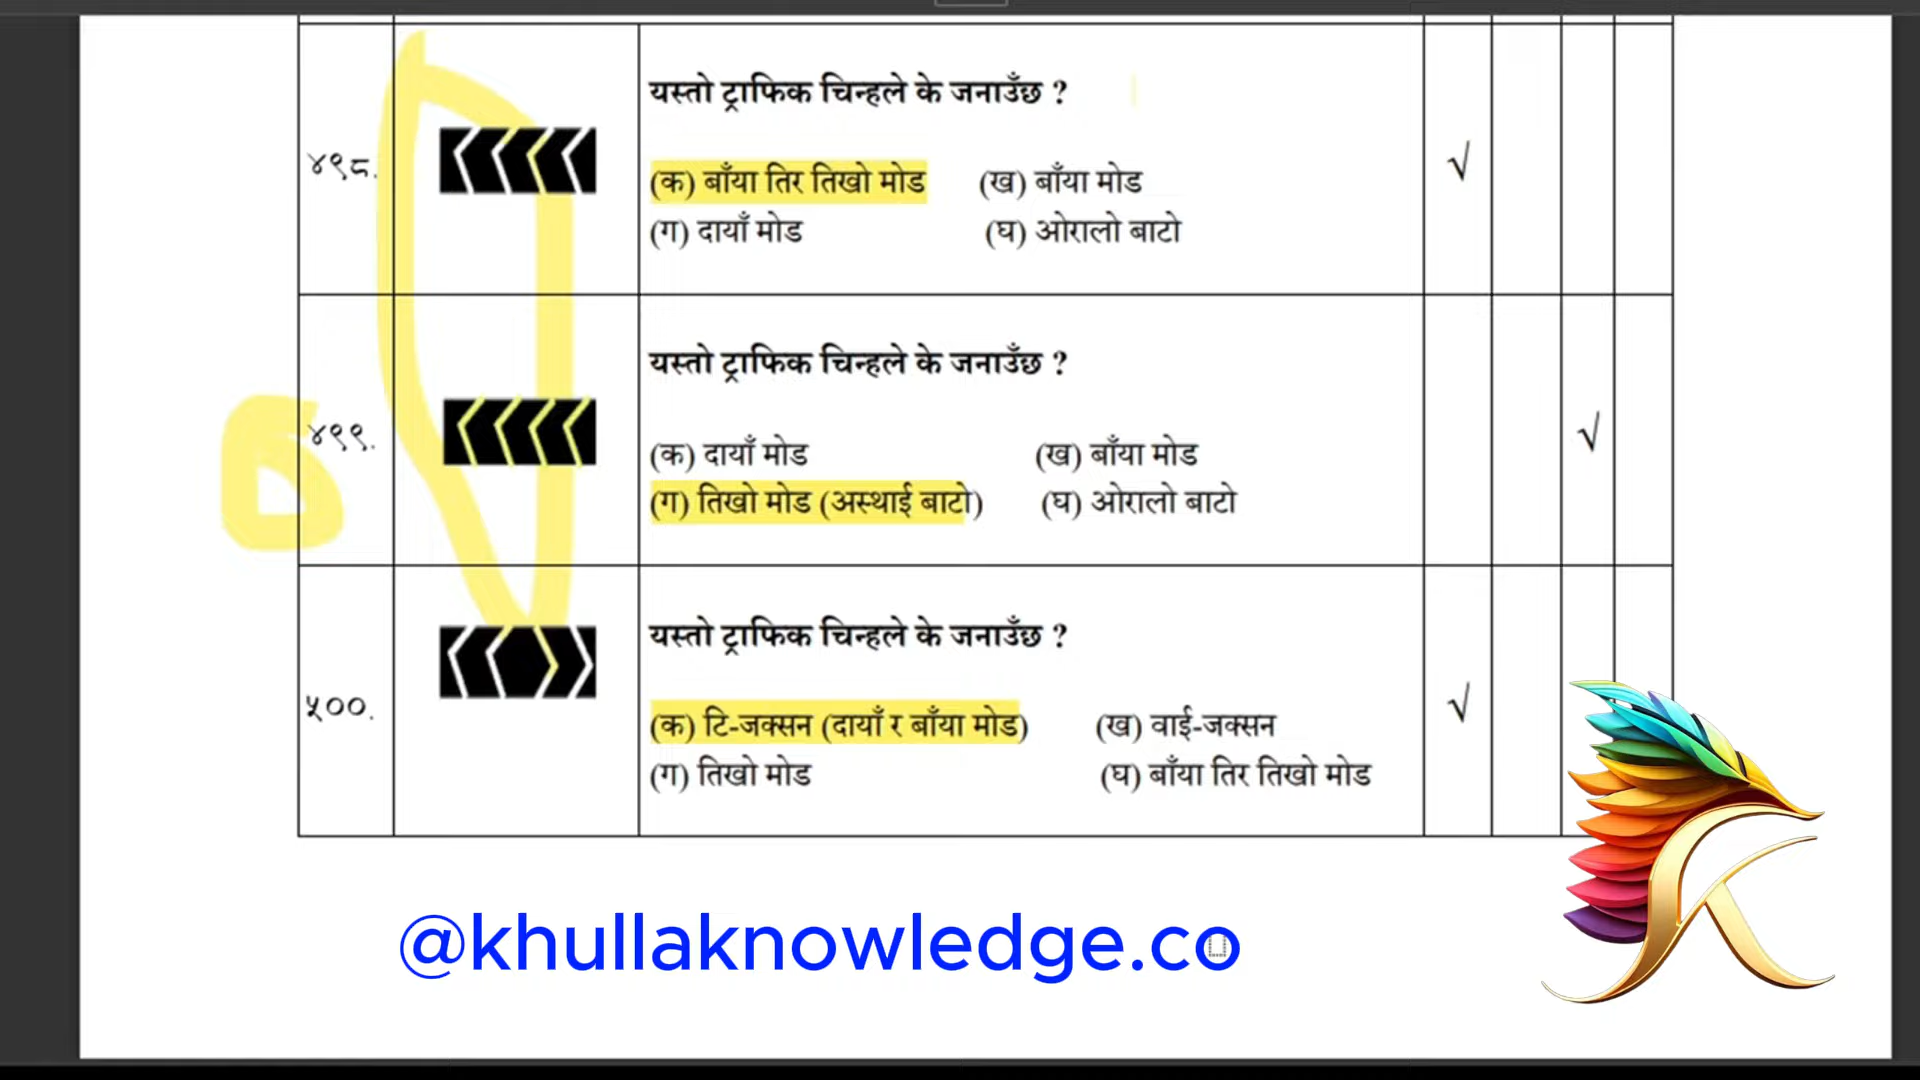 यस्तो ट्राफिक चिन्हले के जनाउँछ ?
४९८.
(क) बाँया तिर तिखो मोड (ख) बाँया मोड √
(ग) दायाँ मोड (घ) ओरालो बाटो
यस्तो ट्राफिक चिन्हले के जनाउँछ ?
४९९.
(क) दायाँ मोड (ख) बाँया मोड √
(ग) तिखो मोड (अस्थाई बाटो) (घ) ओरालो बाटो
यस्तो ट्राफिक चिन्हले के जनाउँछ ?
५००.
(क) टि-जक्सन (दायाँ र बाँया मोड) (ख) वाई-जक्सन √
(ग) तिखो मोड (घ) बाँया तिर तिखो मोड
@khullaknowledge.co
K